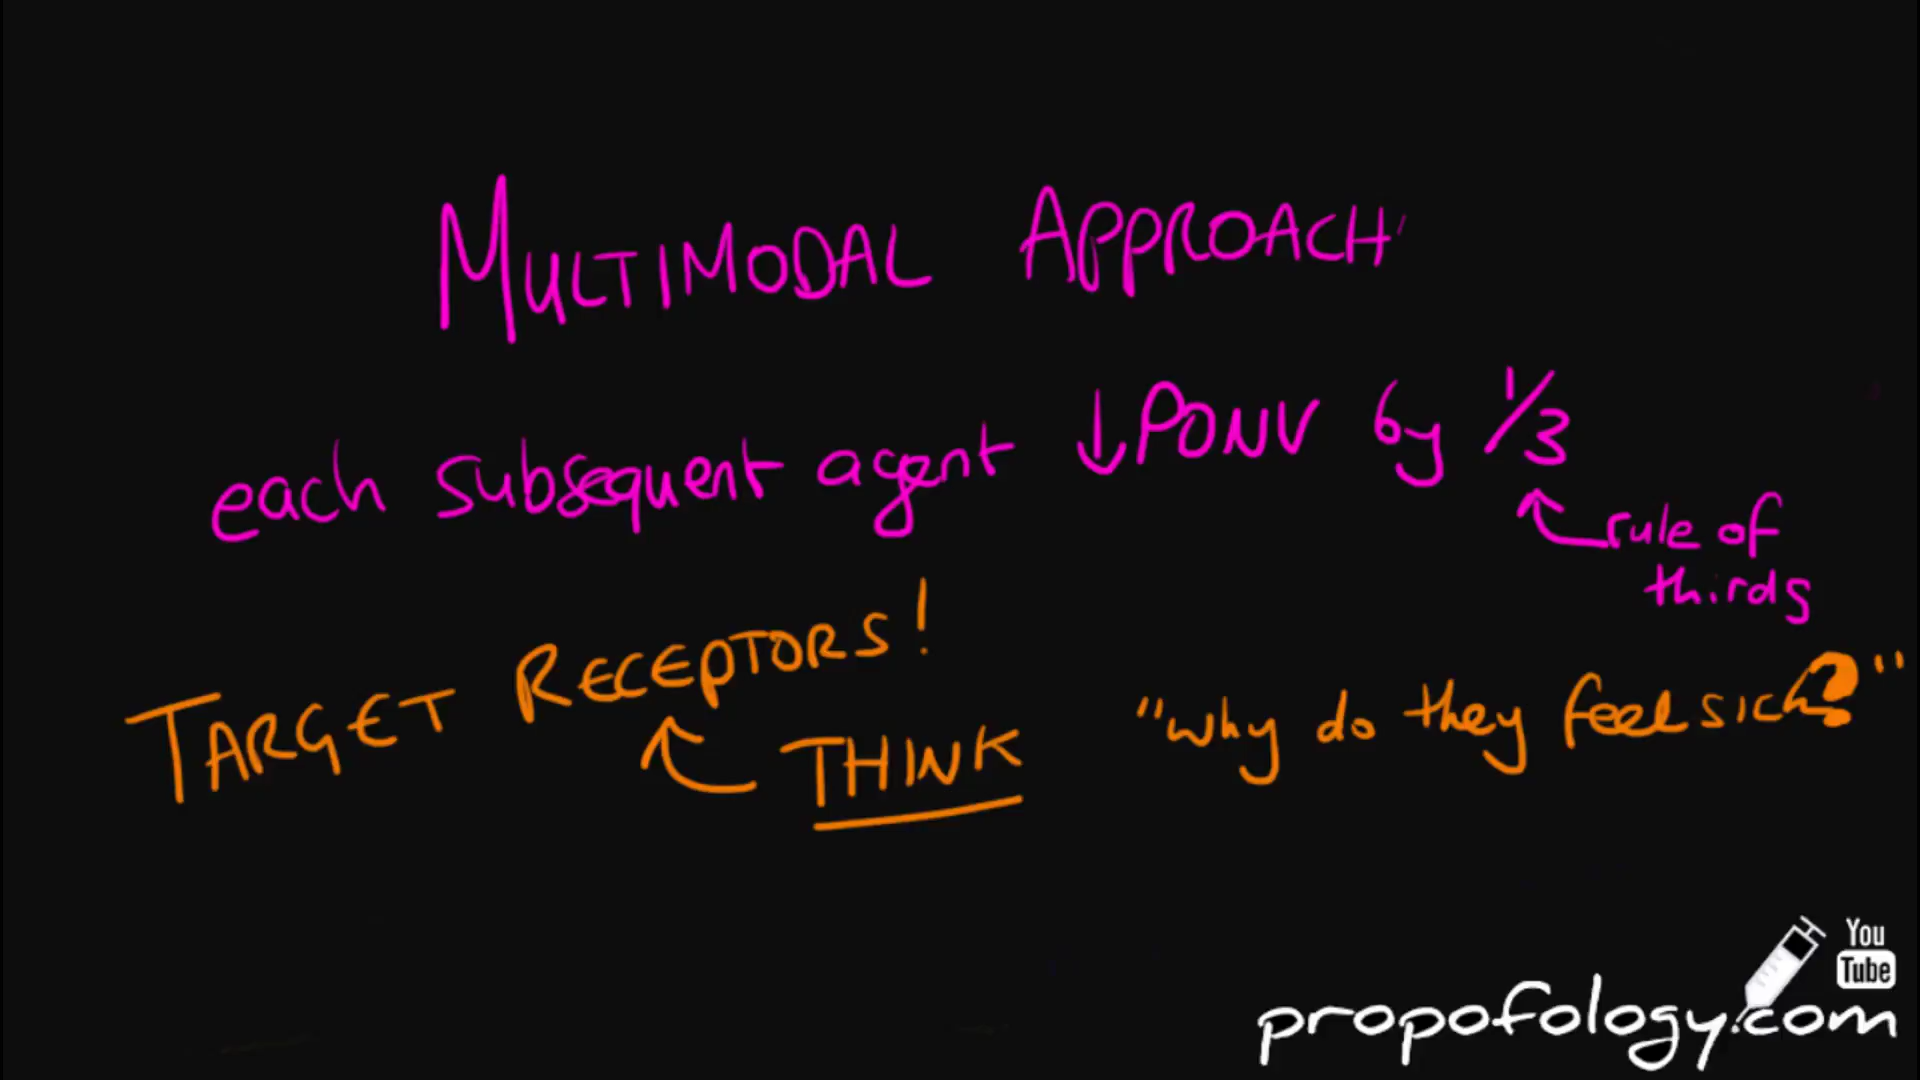 MULTIMODAL APPROACH
each subsequent agent ↓PONV by 1/3
rule of
thirds
TARGET RECEPTORS!
THINK "why do they feel sick?"
You
Tube
propofology.com